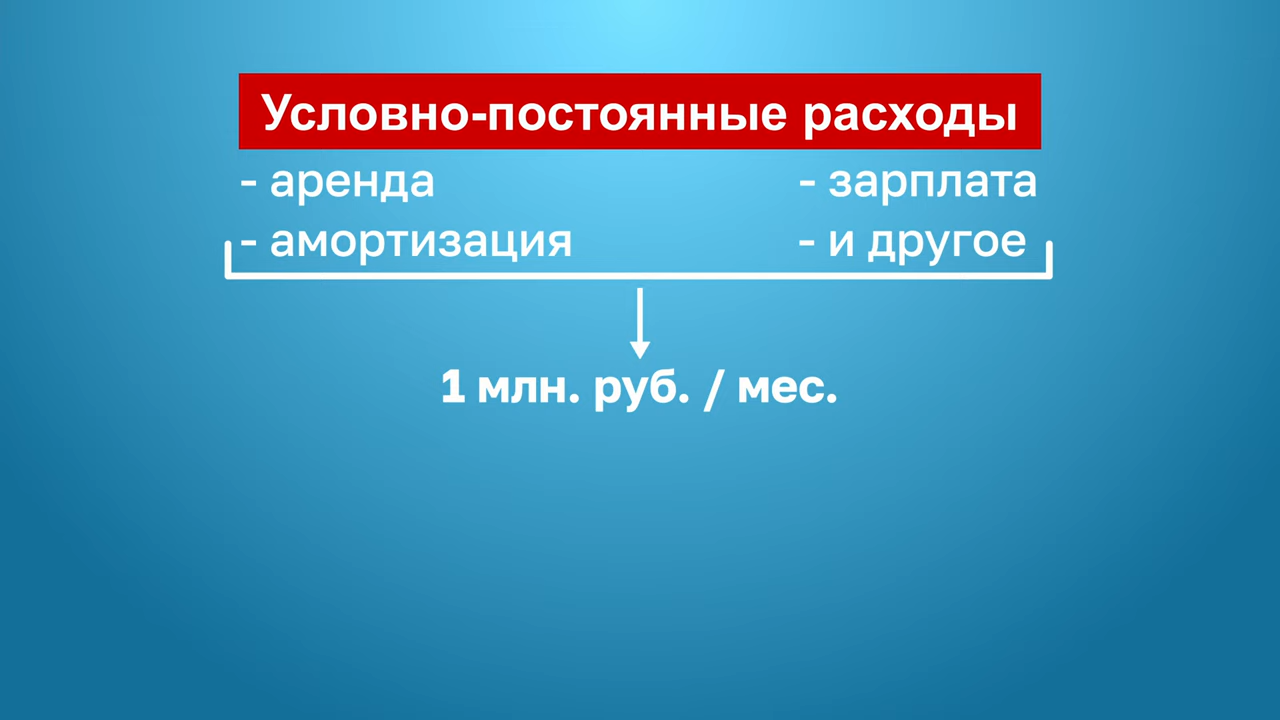 Условно-постоянные расходы
- аренда
- амортизация
- зарплата
- и другое
1 млн. руб. / мес.